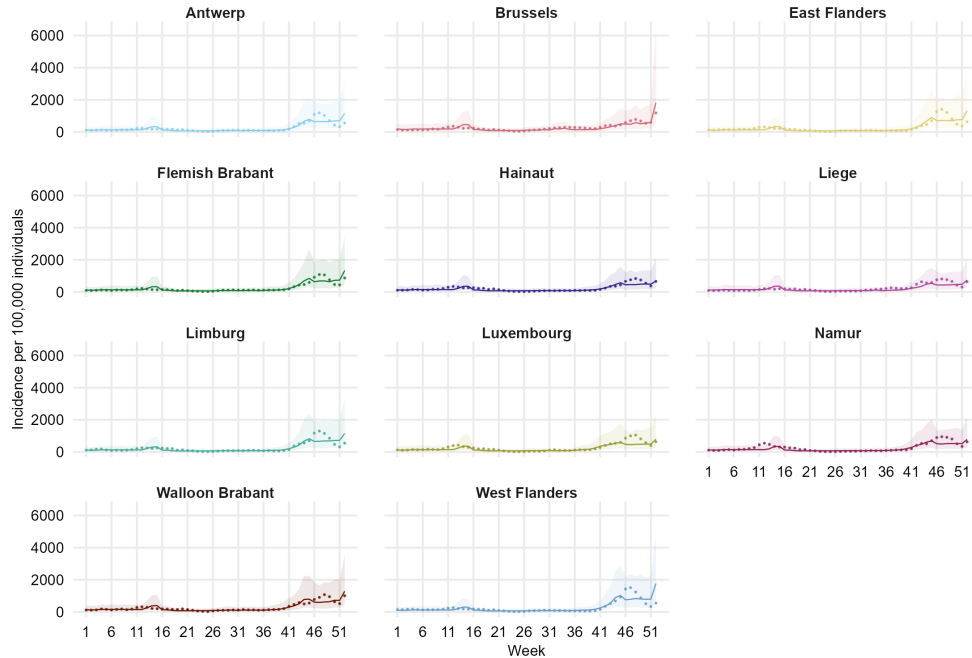 Antwerp Brussels East Flanders
6000
4000
2000
0
Flemish Brabant Hainaut Liege
6000
4000
2000
0
Limburg Luxembourg Namur
6000
4000
2000
0
1 6 11 16 21 26 31 36 41 46 51
Walloon Brabant West Flanders
6000
4000
2000
0
1 6 11 16 21 26 31 36 41 46 51 1 6 11 16 21 26 31 36 41 46 51
Week
Incidence per 100,000 individuals